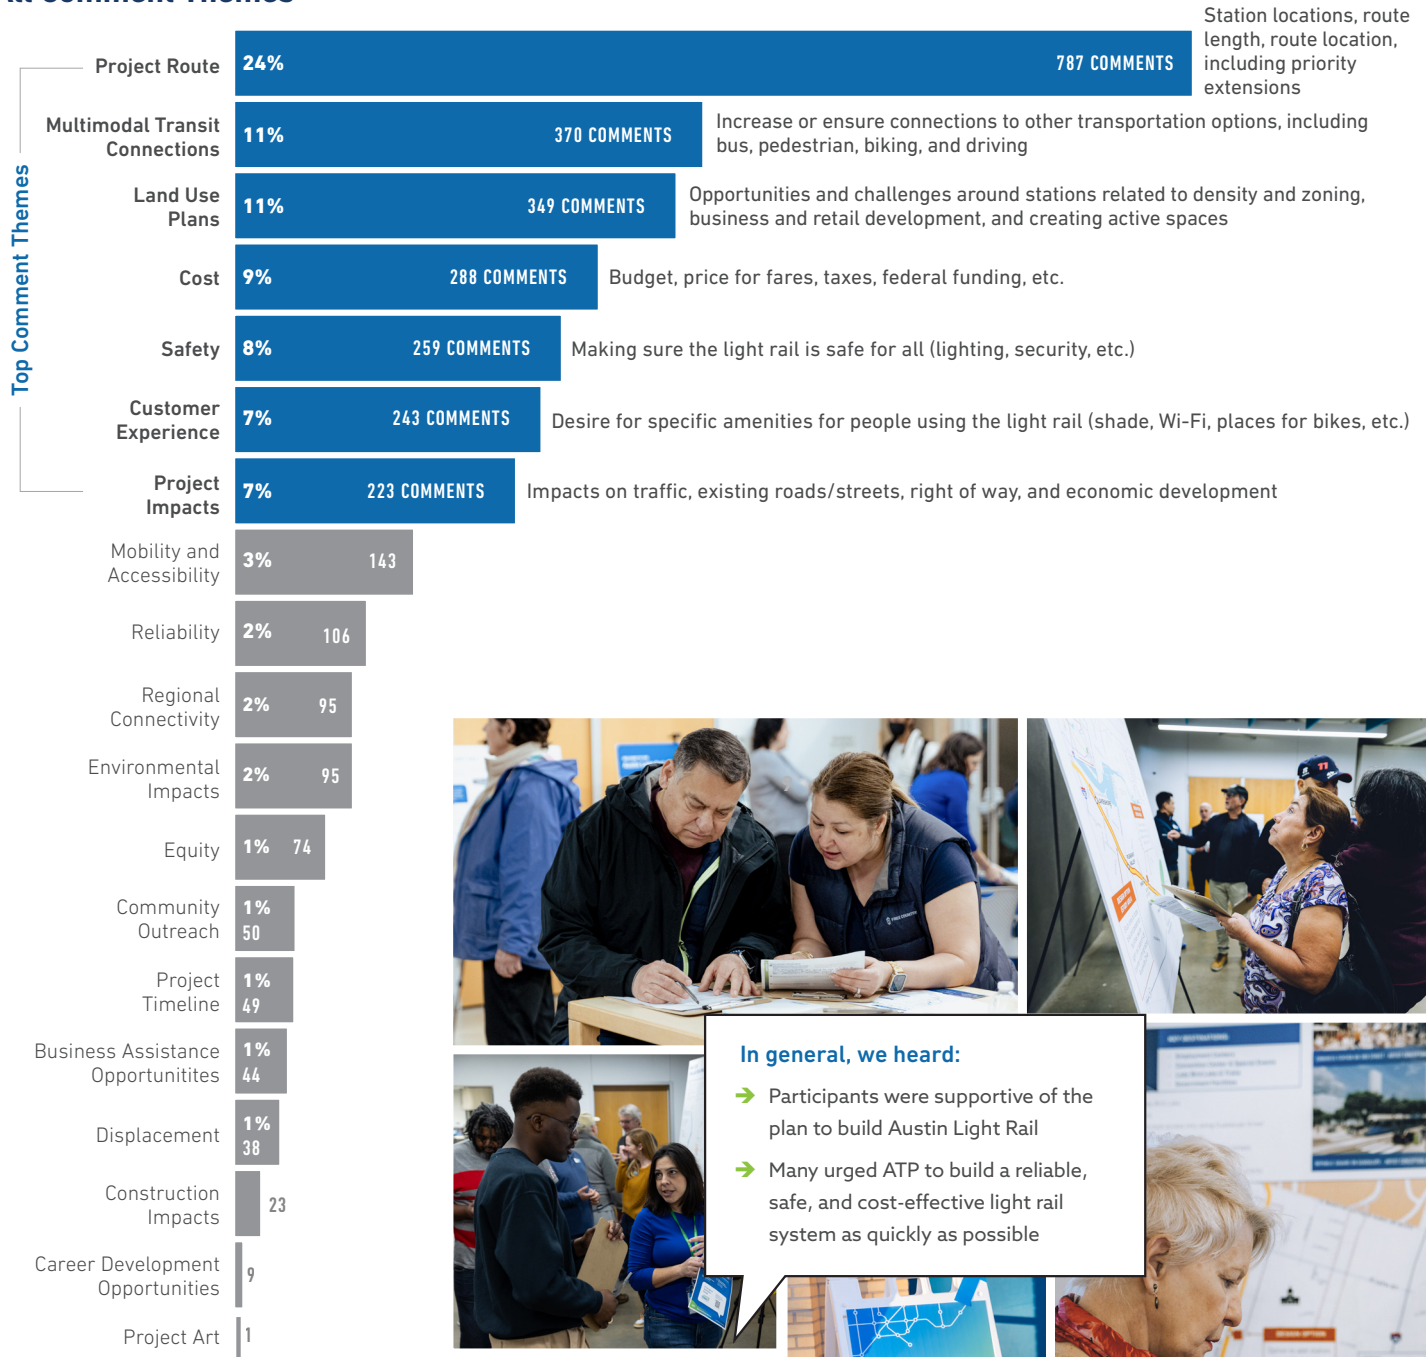 All Comment Themes
Top Comment Themes
Project Route
24%
787 COMMENTS
Station locations, route
length, route location,
including priority
extensions
Multimodal Transit
Connections
11%
370 COMMENTS
Increase or ensure connections to other transportation options, including
bus, pedestrian, biking, and driving
Land Use
Plans
11%
349 COMMENTS
Opportunities and challenges around stations related to density and zoning,
business and retail development, and creating active spaces
Cost
9%
288 COMMENTS
Budget, price for fares, taxes, federal funding, etc.
Safety
8%
259 COMMENTS
Making sure the light rail is safe for all (lighting, security, etc.)
Customer
Experience
7%
243 COMMENTS
Desire for specific amenities for people using the light rail (shade, Wi-Fi, places for bikes, etc.)
Project
Impacts
7%
223 COMMENTS
Impacts on traffic, existing roads/streets, right of way, and economic development
Mobility and
Accessibility
3%
143
Reliability
2%
106
Regional
Connectivity
2%
95
Environmental
Impacts
2%
95
Equity
1%
74
Community
Outreach
1%
50
Project
Timeline
1%
49
Business Assistance
Opportunitites
1%
44
Displacement
1%
38
Construction
Impacts
23
Career Development
Opportunities
9
Project Art
1
In general, we heard:
Participants were supportive of the
plan to build Austin Light Rail
Many urged ATP to build a reliable,
safe, and cost-effective light rail
system as quickly as possible
KEY DESTINATIONS
DESIGN OPTION